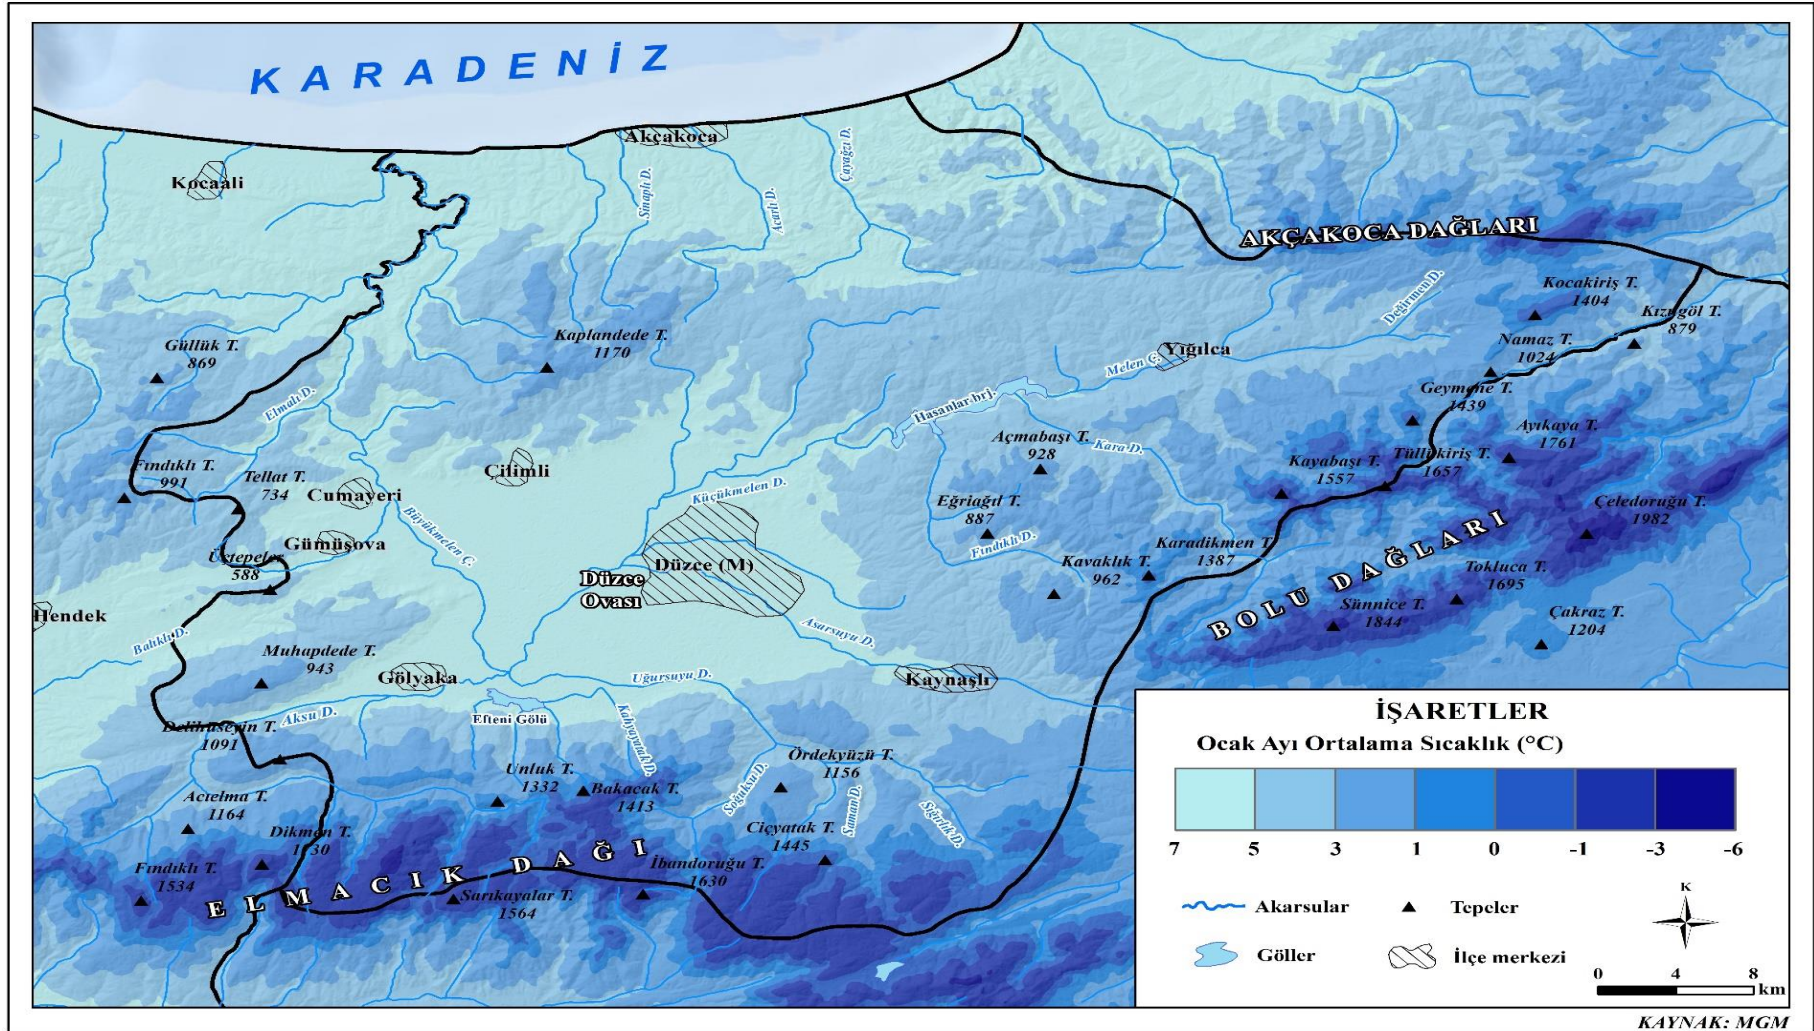 KARADENİZ
Akçakoca
Kocaali
Sinaplı D.
Acarlı D.
Çayağzı D.
AKÇAKOCA DAĞLARI
Değirmen D.
Kocakiriş T.
1404
Kızılgöl T.
879
Namaz T.
1024
Güllük T.
869
Kaplandede T.
1170
Yığılca
Melen Ç.
Elmalı D.
Hasanlar brj.
Geymene T.
1439
Açmabaşı T.
928
Kara D.
Ayıkaya T.
1761
Fındıklı T.
991
Tellat T.
734
Çilimli
Cumayeri
Küçükmelen D.
Kayabaşı T.
1557
Tüllükiriş T.
1657
Eğriağıl T.
887
Çeledoruğu T.
1982
Büyükmelen Ç.
Gümüşova
Üçtepeler
588
Fındıklı D.
Karadikmen T.
1387
Kavaklık T.
962
Düzce (M)
Düzce
Ovası
Tokluca T.
1695
BOLU DAĞLARI
Sünnice T.
1844
Çakraz T.
1204
Hendek
Balıklı D.
Asarsuyu D.
Muhapdede T.
943
Gölyaka
Uğursuyu D.
Kaynaşlı
Aksu D.
Efteni Gölü
Kahyayatak D.
Delihüseyin T.
1091
Unluk T.
1332
Bakacak T.
1413
Ördekyüzü T.
1156
Soğuksu D.
Saman D.
Sığırlık D.
Acıelma T.
1164
Dikmen T.
Ciçyatak T.
1445
Fındıklı T.
1534
ELMACIK DAĞI
İbandoruğu T.
1630
Sarıkayalar T.
1564
İŞARETLER
Ocak Ayı Ortalama Sıcaklık (°C)
7 5 3 1 0 -1 -3 -6
Akarsular
Tepeler
Göller
İlçe merkezi
K
0 4 8
km
KAYNAK: MGM